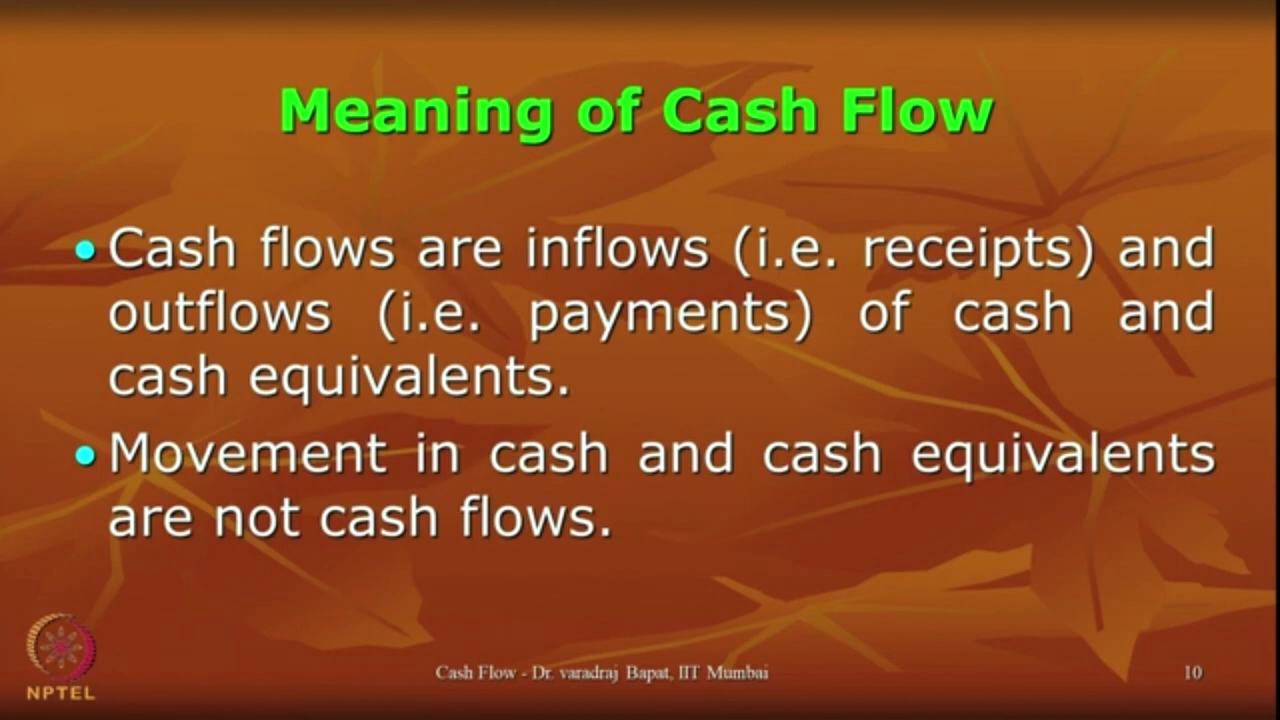 Meaning of Cash Flow
• Cash flows are inflows (i.e. receipts) and
outflows (i.e. payments) of cash and
cash equivalents.
• Movement in cash and cash equivalents
are not cash flows.
NPTEL
Cash Flow - Dr. varadraj Bapat, IIT Mumbai
10